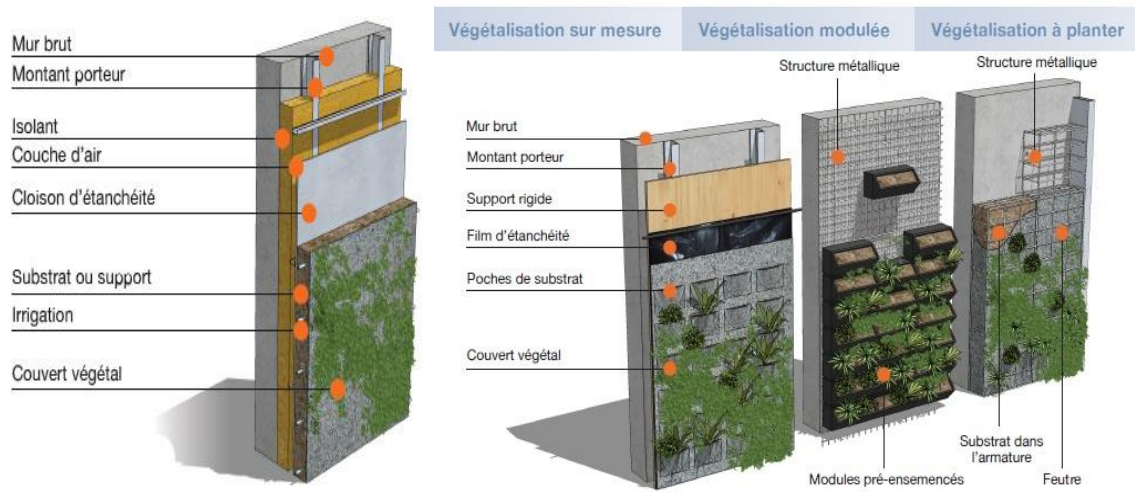 Mur brut
Montant porteur
Isolant
Couche d'air
Cloison d'étanchéité
Substrat ou support
Irrigation
Couvert végétal
Végétalisation sur mesure
Végétalisation modulée
Végétalisation à planter
Mur brut
Montant porteur
Support rigide
Film d'étanchéité
Poches de substrat
Couvert végétal
Structure métallique
Modules pré-ensemencés
Structure métallique
Substrat dans
l'armature
Feutre